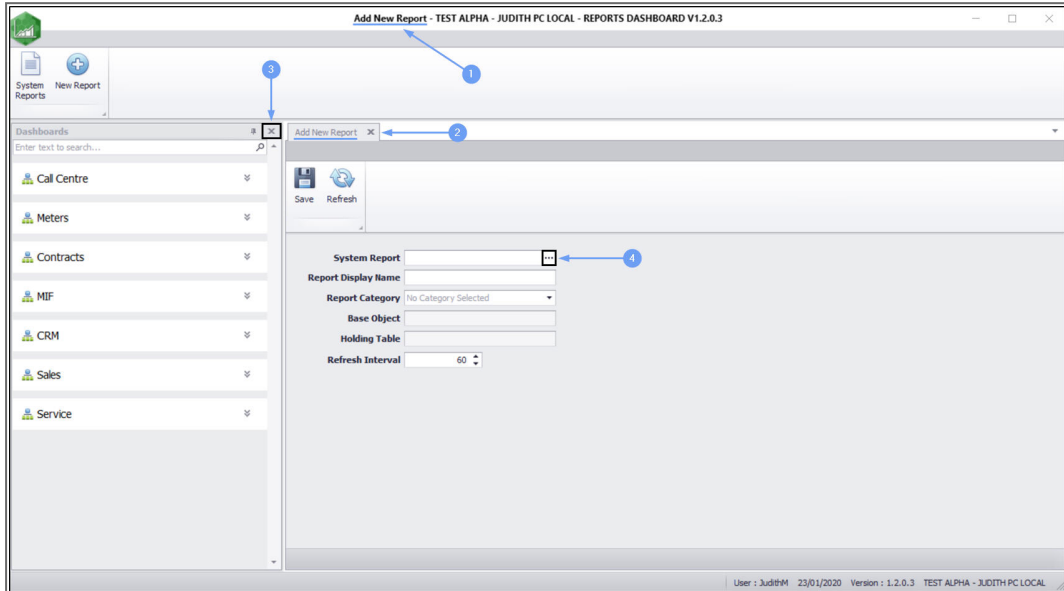 Add New Report - TEST ALPHA - JUDITH PC LOCAL - REPORTS DASHBOARD V1.2.0.3
1
System Reports
New Report
3
Dashboards
Add New Report
2
Enter text to search...
Call Centre
Save
Refresh
Meters
Contracts
System Report
4
Report Display Name
MIF
Report Category No Category Selected
Base Object
CRM
Holding Table
Refresh Interval 60
Sales
Service
User : JudithM 23/01/2020 Version : 1.2.0.3 TEST ALPHA - JUDITH PC LOCAL